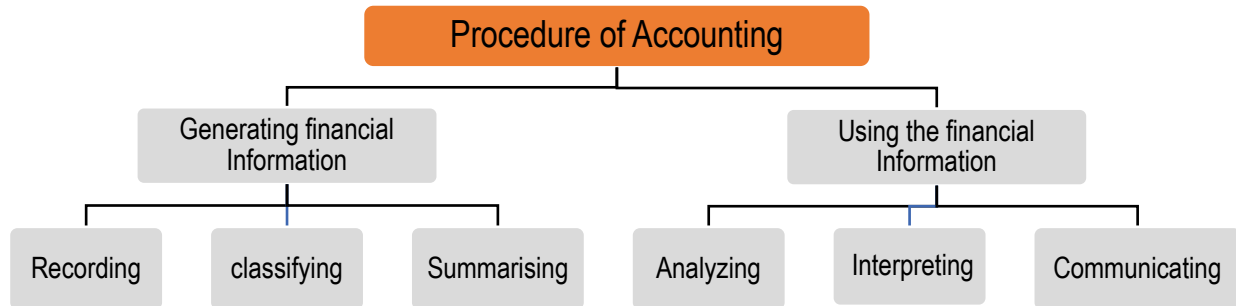 Procedure of Accounting
Generating financial
Information
Using the financial
Information
Recording
classifying
Summarising
Analyzing
Interpreting
Communicating